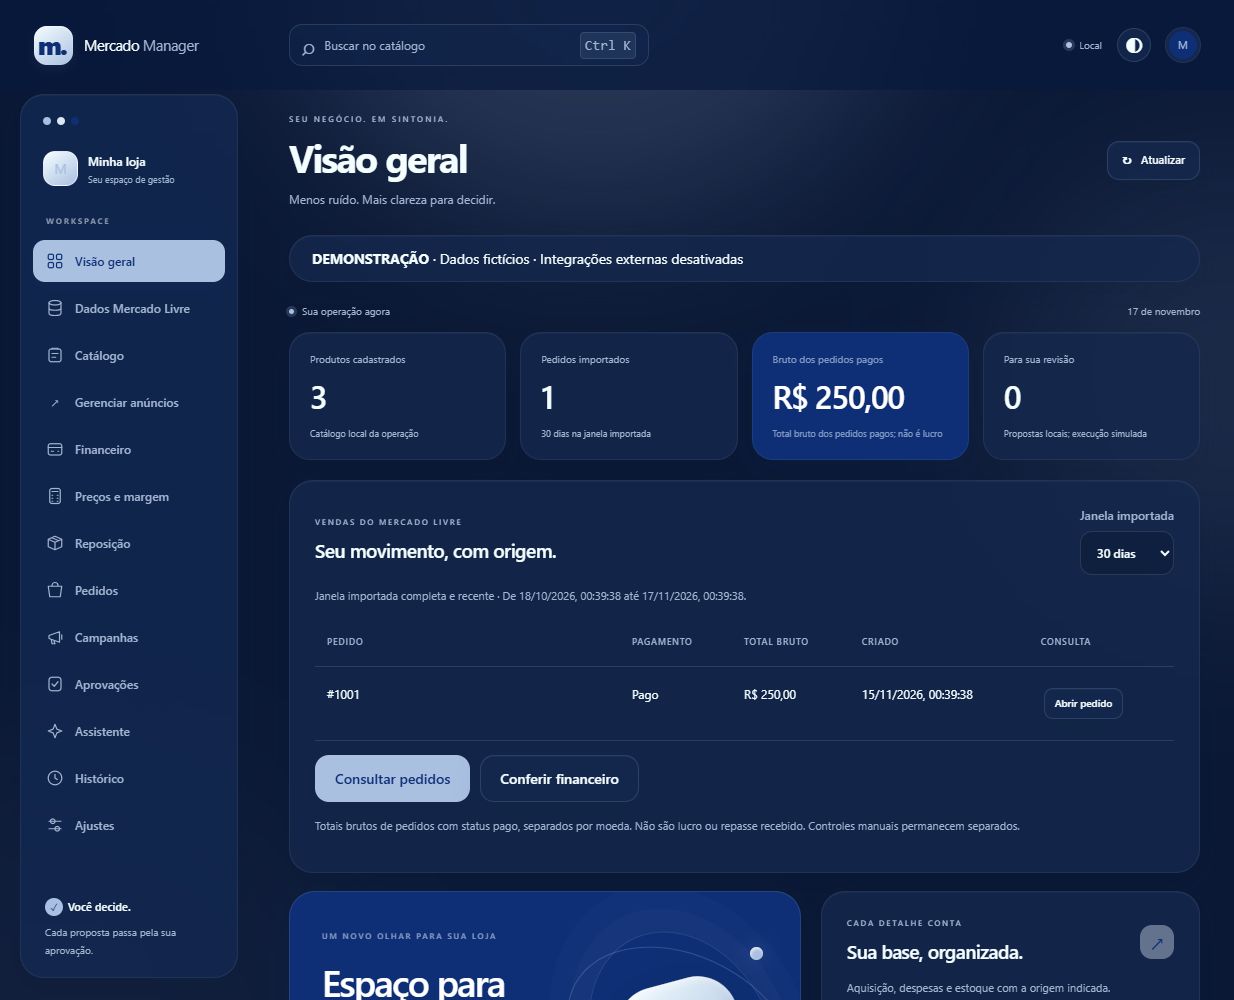 m.
Mercado Manager
Buscar no catálogo
Ctrl K
Local
M
M
Minha loja
Seu espaço de gestão
WORKSPACE
Visão geral
Dados Mercado Livre
Catálogo
Gerenciar anúncios
Financeiro
Preços e margem
Reposição
Pedidos
Campanhas
Aprovações
Assistente
Histórico
Ajustes
Você decide.
Cada proposta passa pela sua
aprovação.
SEU NEGÓCIO. EM SINTONIA.
Visão geral
Menos ruído. Mais clareza para decidir.
Atualizar
DEMONSTRAÇÃO · Dados fictícios · Integrações externas desativadas
Sua operação agora
17 de novembro
Produtos cadastrados
3
Catálogo local da operação
Pedidos importados
1
30 dias na janela importada
Bruto dos pedidos pagos
R$ 250,00
Total bruto dos pedidos pagos; não é lucro
Para sua revisão
0
Propostas locais; execução simulada
VENDAS DO MERCADO LIVRE
Seu movimento, com origem.
Janela importada
30 dias
Janela importada completa e recente · De 18/10/2026, 00:39:38 até 17/11/2026, 00:39:38.
PEDIDO PAGAMENTO TOTAL BRUTO CRIADO CONSULTA
#1001 Pago R$ 250,00 15/11/2026, 00:39:38 Abrir pedido
Consultar pedidos
Conferir financeiro
Totais brutos de pedidos com status pago, separados por moeda. Não são lucro ou repasse recebido. Controles manuais permanecem separados.
UM NOVO OLHAR PARA SUA LOJA
Espaço para
CADA DETALHE CONTA
Sua base, organizada.
Aquisição, despesas e estoque com a origem indicada.